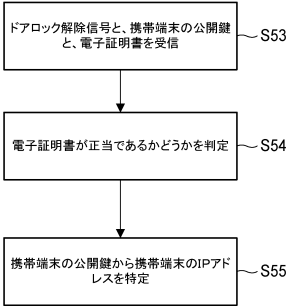 ドアロック解除信号と、携帯端末の公開鍵
と、電子証明書を受信
S53
電子証明書が正当であるかどうかを判定
S54
携帯端末の公開鍵から携帯端末のIPアド
レスを特定
S55